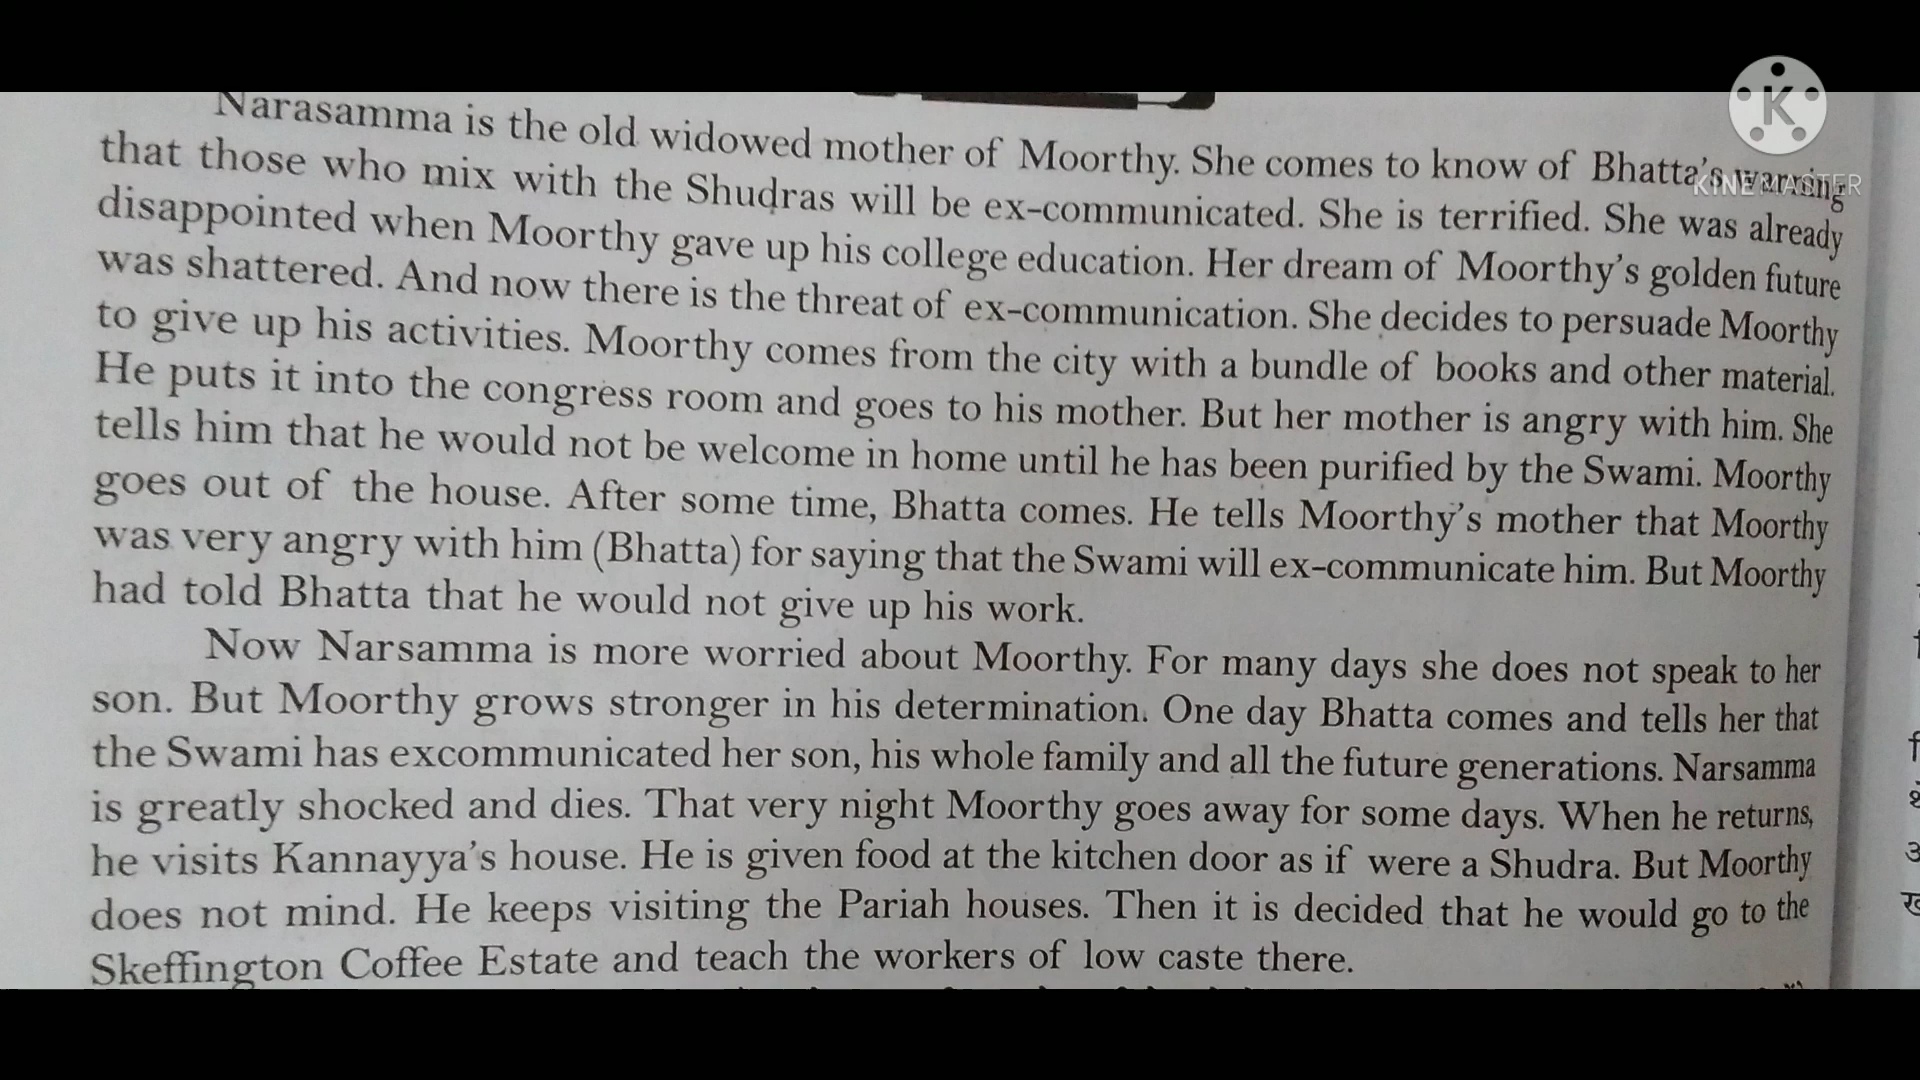 Narasamma is the old widowed mother of Moorthy. She comes to know of Bhatta's warning
that those who mix with the Shudras will be ex-communicated. She is terrified. She was already
disappointed when Moorthy gave up his college education. Her dream of Moorthy's golden future
was shattered. And now there is the threat of ex-communication. She decides to persuade Moorthy
to give up his activities. Moorthy comes from the city with a bundle of books and other material.
He puts it into the congress room and goes to his mother. But her mother is angry with him. She
tells him that he would not be welcome in home until he has been purified by the Swami. Moorthy
goes out of the house. After some time, Bhatta comes. He tells Moorthy's mother that Moorthy
was very angry with him (Bhatta) for saying that the Swami will ex-communicate him. But Moorthy
had told Bhatta that he would not give up his work.
Now Narsamma is more worried about Moorthy. For many days she does not speak to her
son. But Moorthy grows stronger in his determination. One day Bhatta comes and tells her that
the Swami has excommunicated her son, his whole family and all the future generations. Narsamma
is greatly shocked and dies. That very night Moorthy goes away for some days. When he returns,
he visits Kannayya's house. He is given food at the kitchen door as if were a Shudra. But Moorthy
does not mind. He keeps visiting the Pariah houses. Then it is decided that he would go to the
Skeffington Coffee Estate and teach the workers of low caste there.
K
KINEMASTER